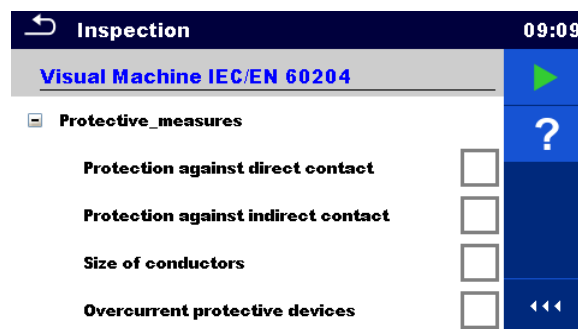 Inspection 09:09
Visual Machine IEC/EN 60204
Protective_measures
?
Protection against direct contact
Protection against indirect contact
Size of conductors
Overcurrent protective devices